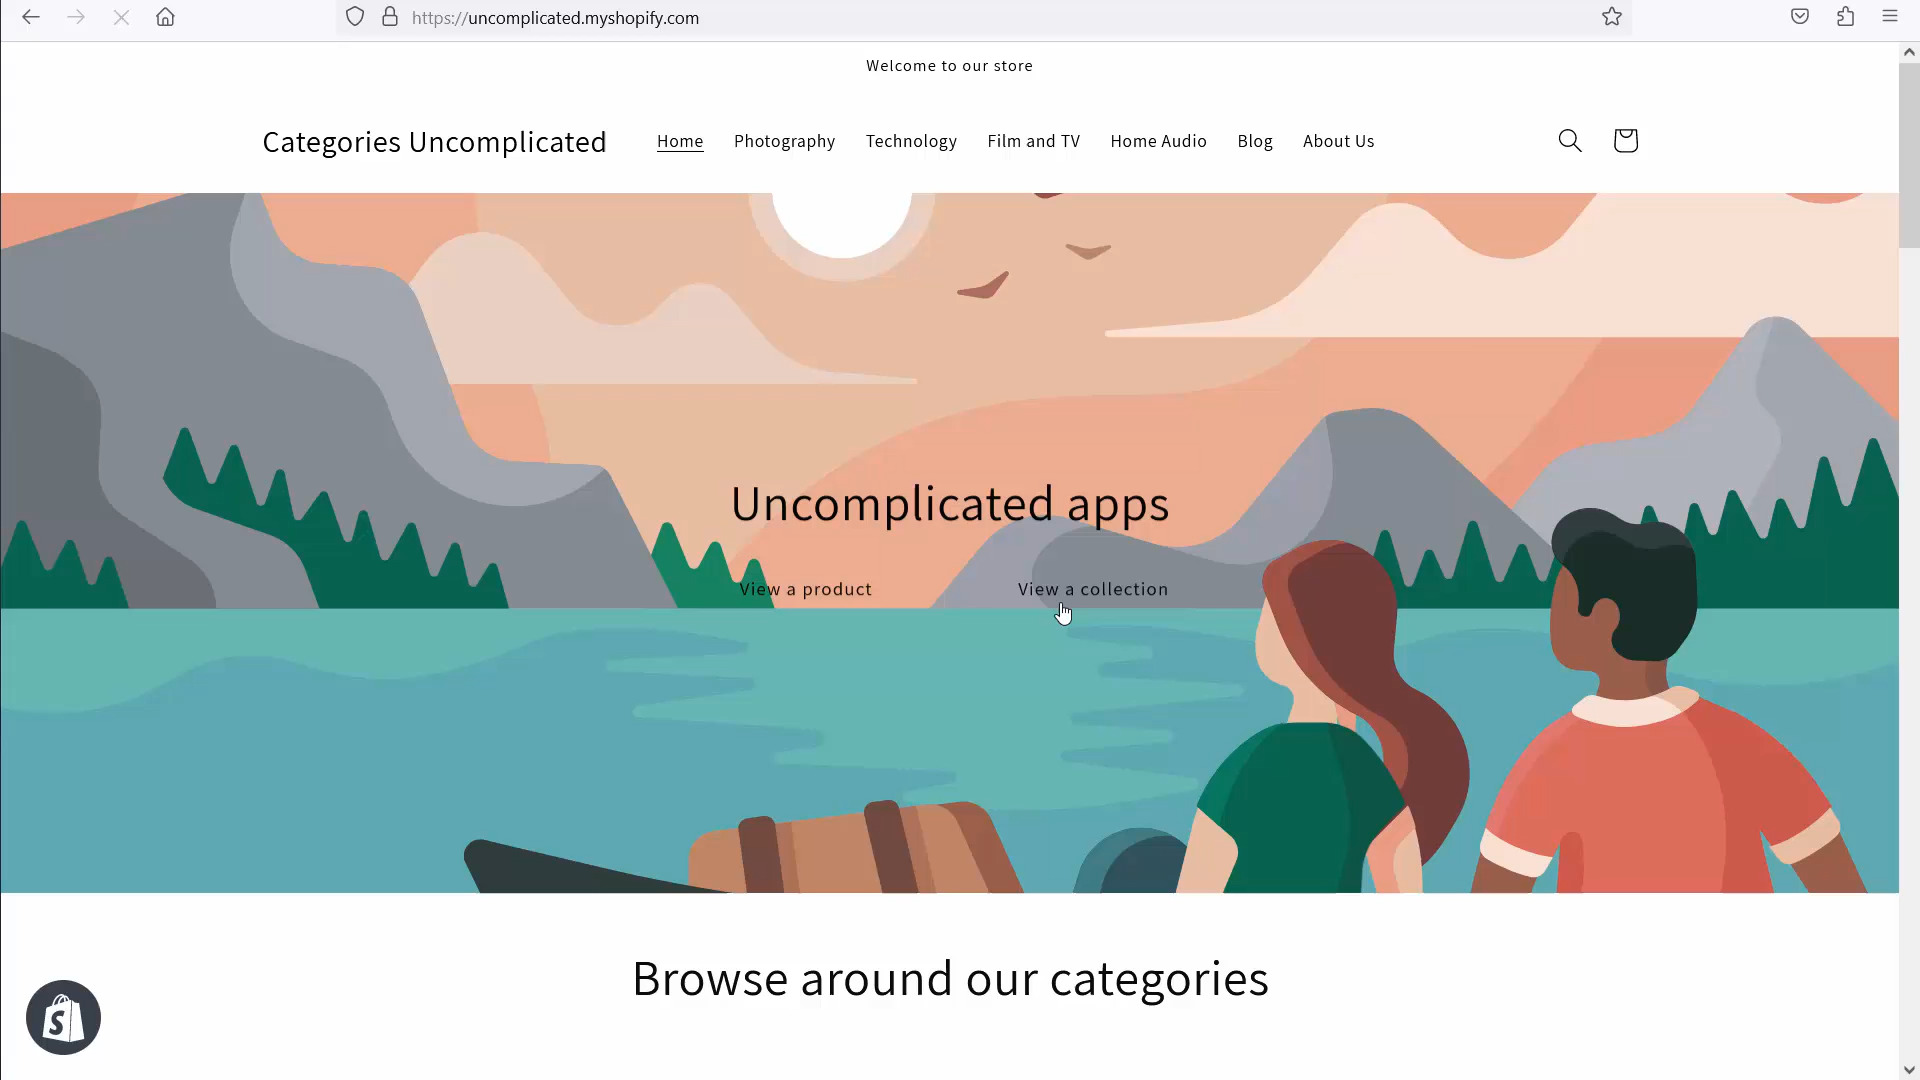 https://uncomplicated.myshopify.com
Welcome to our store
Categories Uncomplicated
Home Photography Technology Film and TV Home Audio Blog About Us
Uncomplicated apps
View a product View a collection
Browse around our categories
S